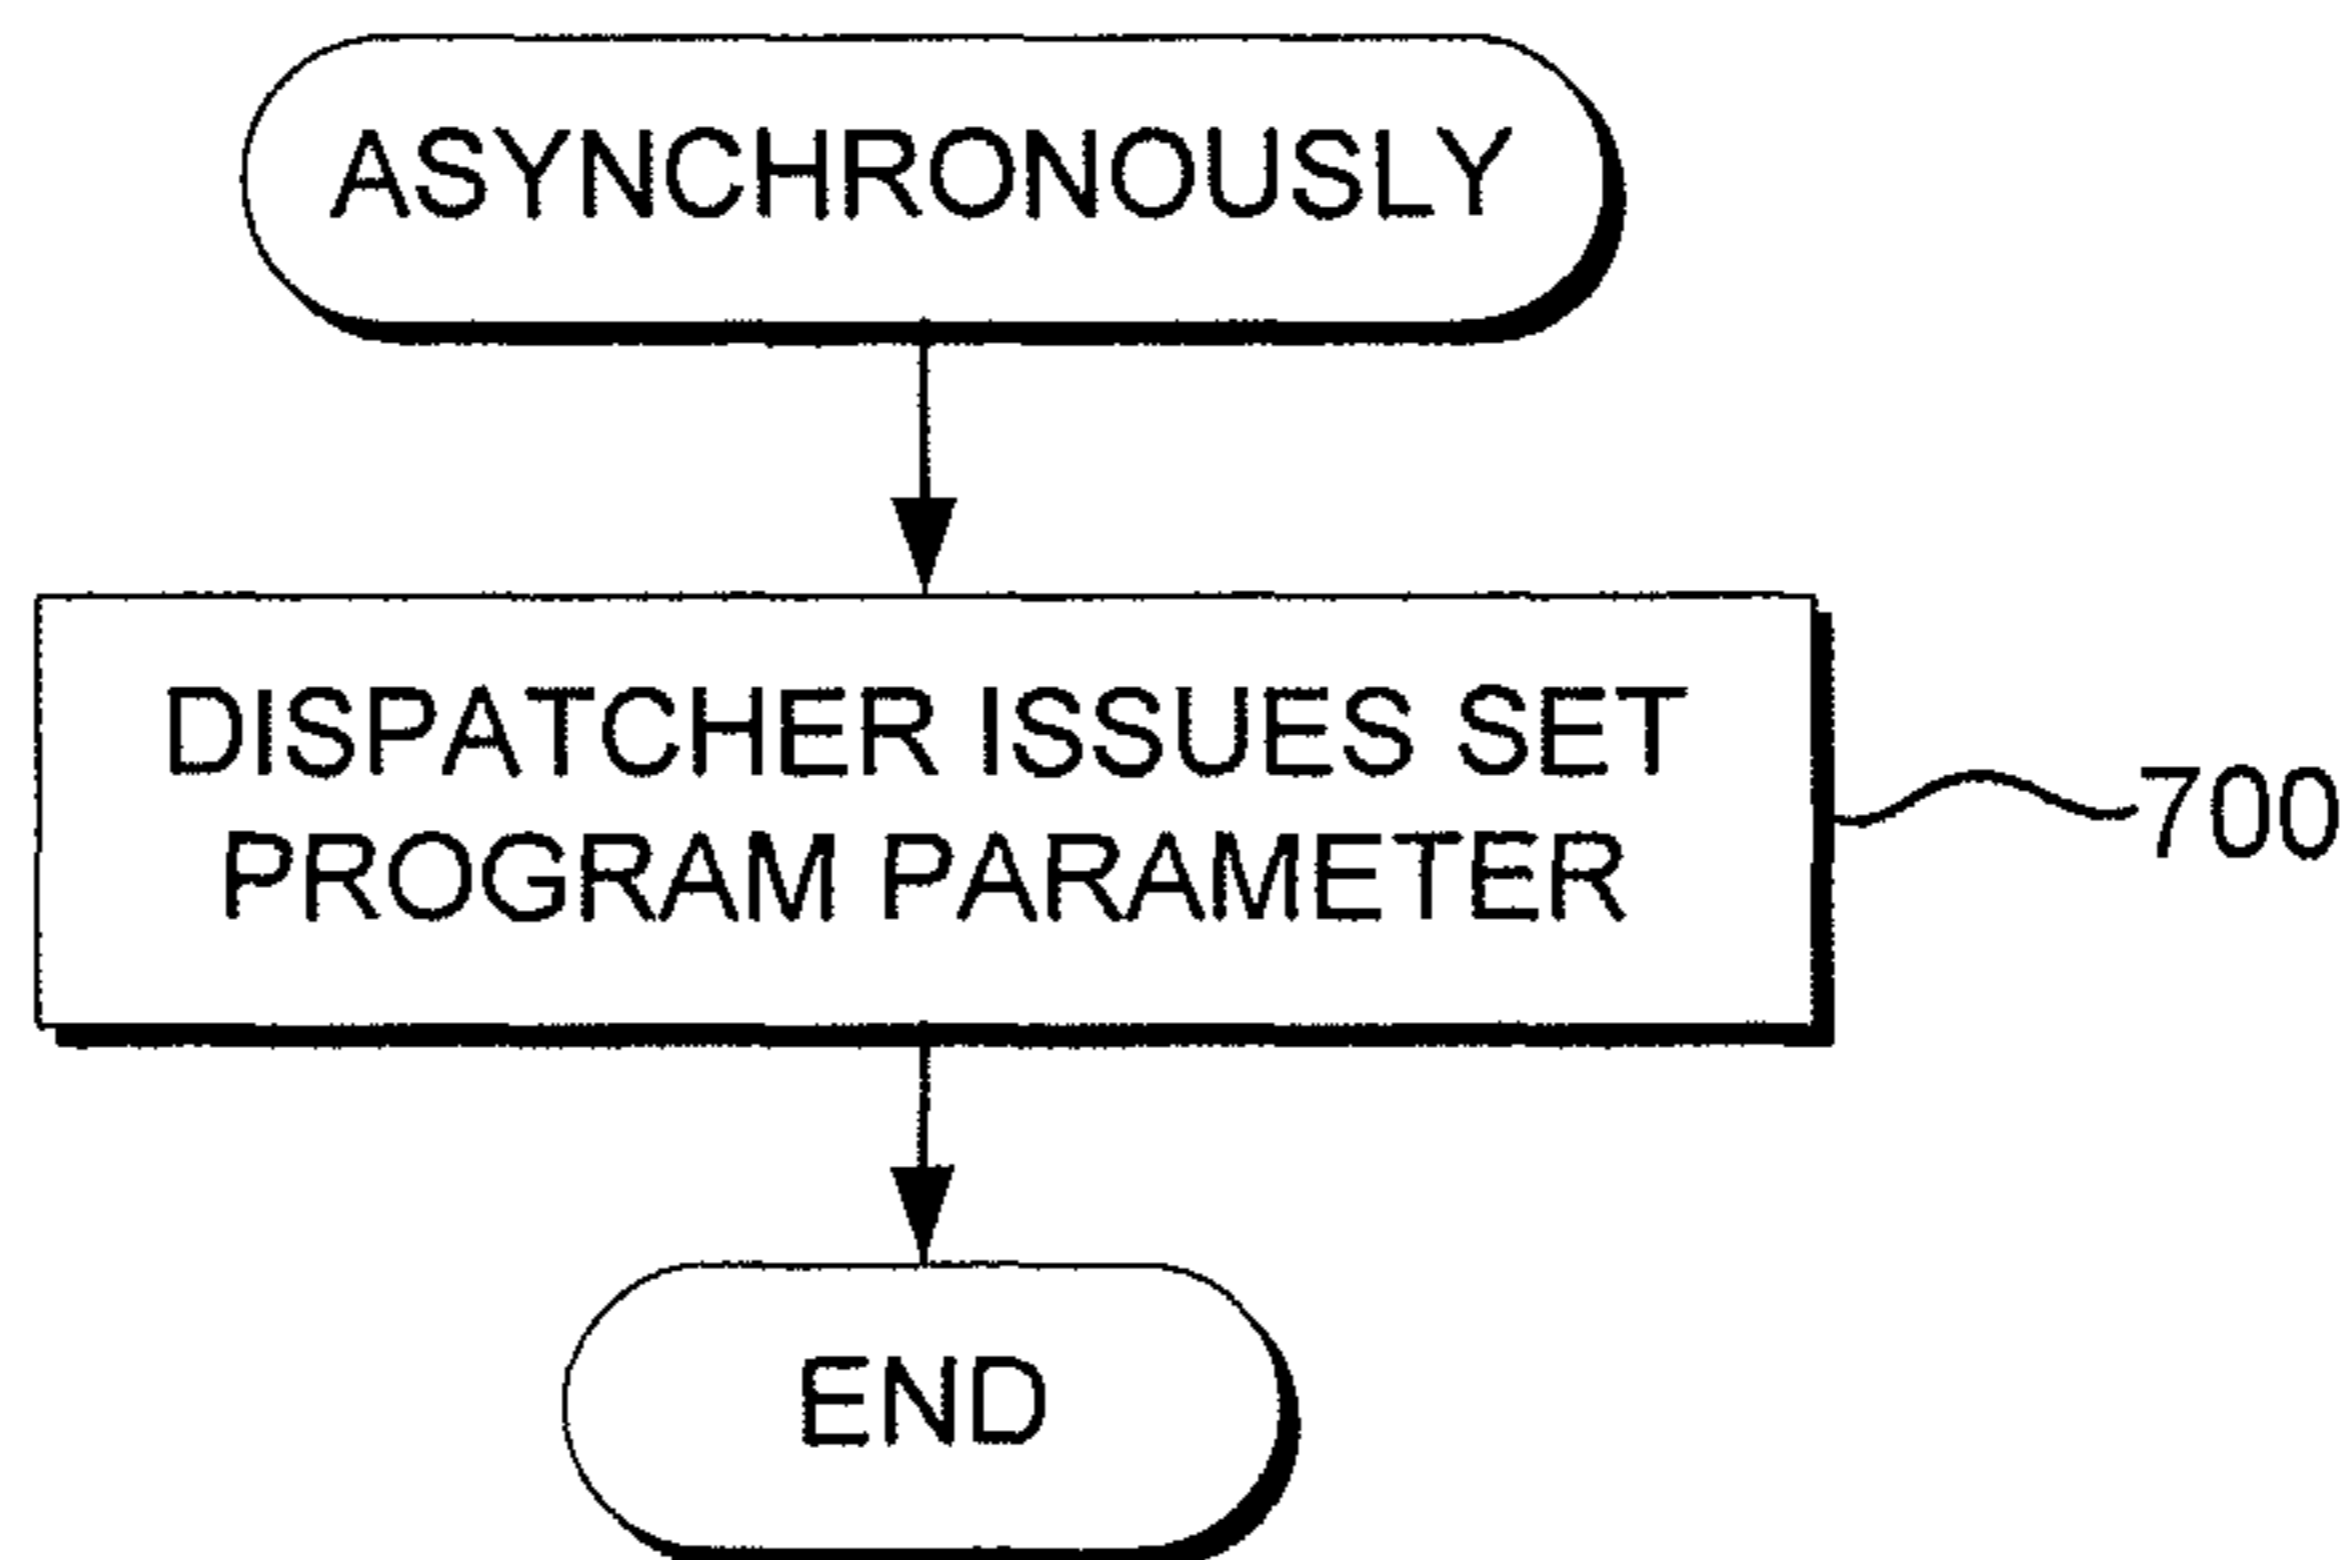 ASYNCHRONOUSLY
DISPATCHER ISSUES SET
PROGRAM PARAMETER
700
END